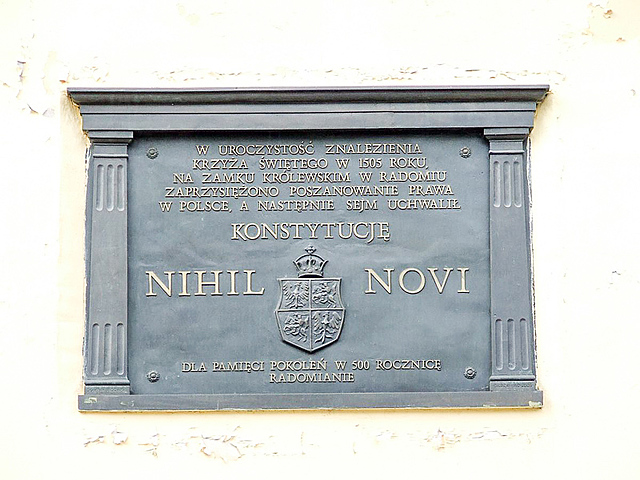 W UROCZYSTOŚĆ ZNALEZIENIA
KRZYŻA ŚWIĘTEGO W 1505 ROKU
NA ZAMKU KRÓLEWSKIM W RADOMIU
ZAPRZYSIĘŻONO POSZANOWANIE PRAWA
W POLSCE, A NASTĘPNIE SEJM UCHWALIŁ
KONSTYTUCJĘ
NIHIL NOVI
DLA PAMIĘCI POKOLEŃ W 500 ROCZNICĘ
RADOMIANIE